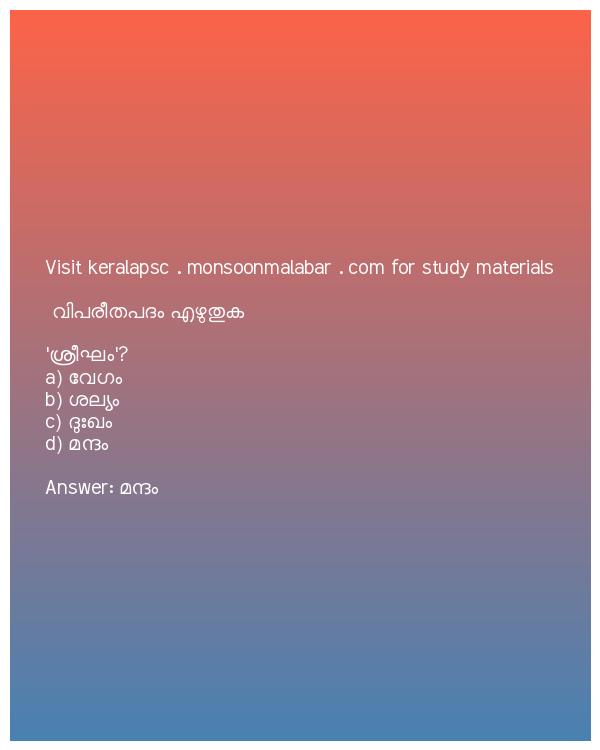 Visit keralapsc . monsoonmalabar . com for study materials
വിപരീതപദം എഴുതുക
'ശ്രീഘം'?
a) വേഗം
b) ശല്യം
c) ദുഃഖം
d) മന്ദം
Answer: മന്ദം